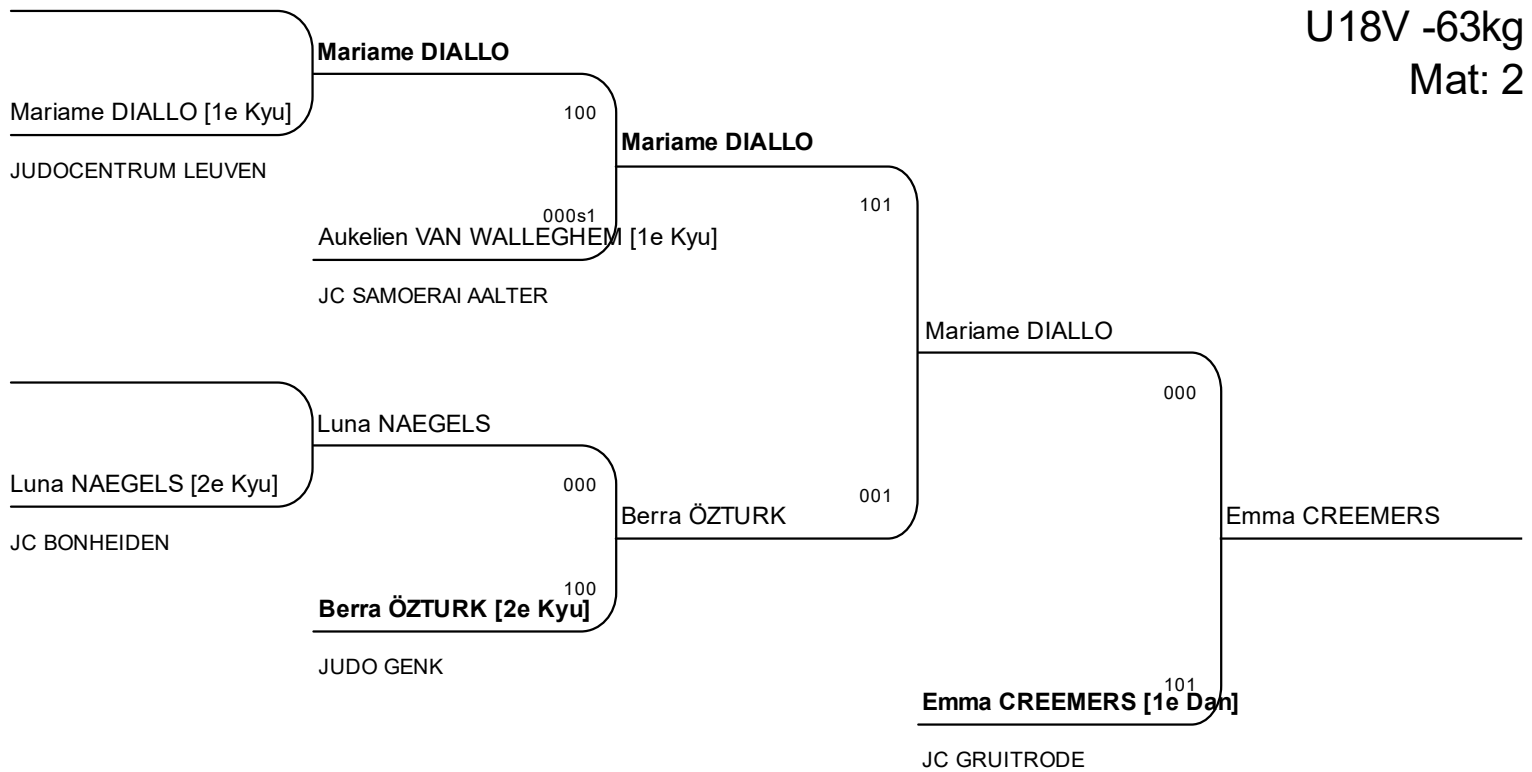 U18V -63kg
Mat: 2
Mariame DIALLO
Mariame DIALLO [1e Kyu]
100
Mariame DIALLO
JUDOCENTRUM LEUVEN
101
000s1
Aukelien VAN WALLEGHEM [1e Kyu]
JC SAMOERAI AALTER
Mariame DIALLO
000
Luna NAEGELS
Luna NAEGELS [2e Kyu]
000
001
Berra ÖZTURK
Emma CREEMERS
JC BONHEIDEN
100
Berra ÖZTURK [2e Kyu]
JUDO GENK
101
Emma CREEMERS [1e Dan]
JC GRUITRODE